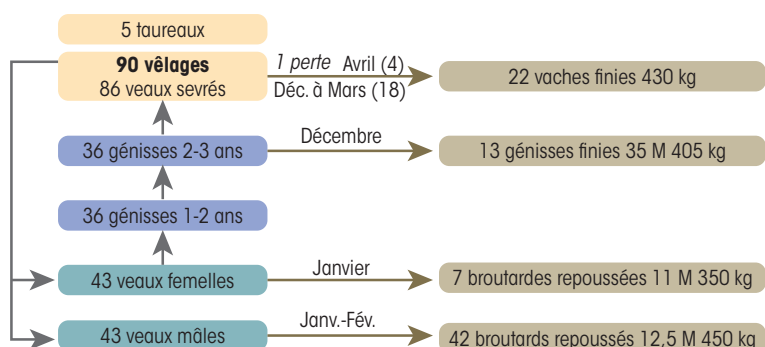 5 taureaux
90 vêlages
86 veaux sevrés
1 perte Avril (4)
Déc. à Mars (18)
22 vaches finies 430 kg
36 génisses 2-3 ans
Décembre
13 génisses finies 35 M 405 kg
36 génisses 1-2 ans
43 veaux femelles
Janvier
7 broutardes repoussées 11 M 350 kg
43 veaux mâles
Janv.-Fév.
42 broutards repoussés 12,5 M 450 kg